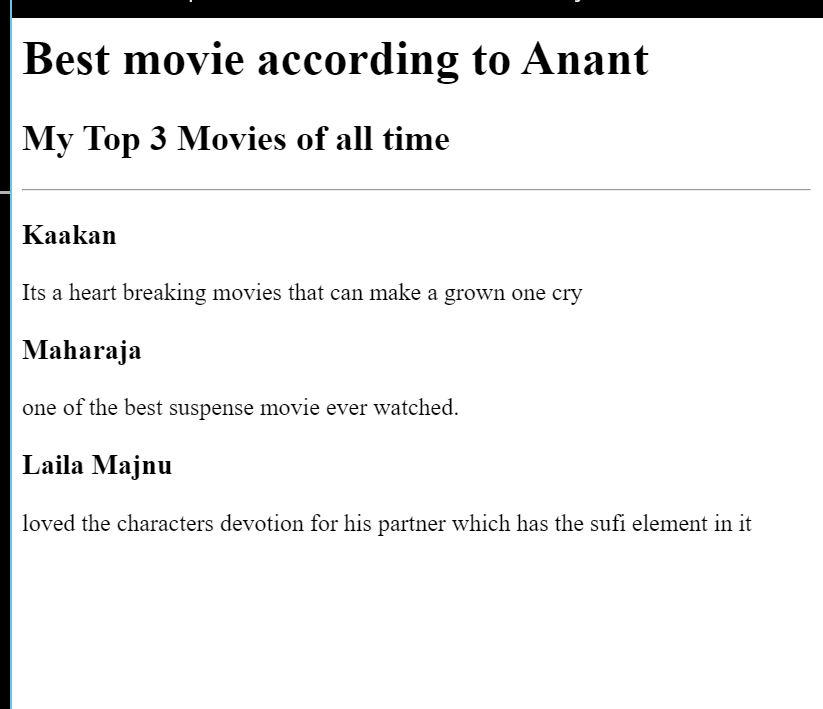 Best movie according to Anant
My Top 3 Movies of all time
Kaakan
Its a heart breaking movies that can make a grown one cry
Maharaja
one of the best suspense movie ever watched.
Laila Majnu
loved the characters devotion for his partner which has the sufi element in it